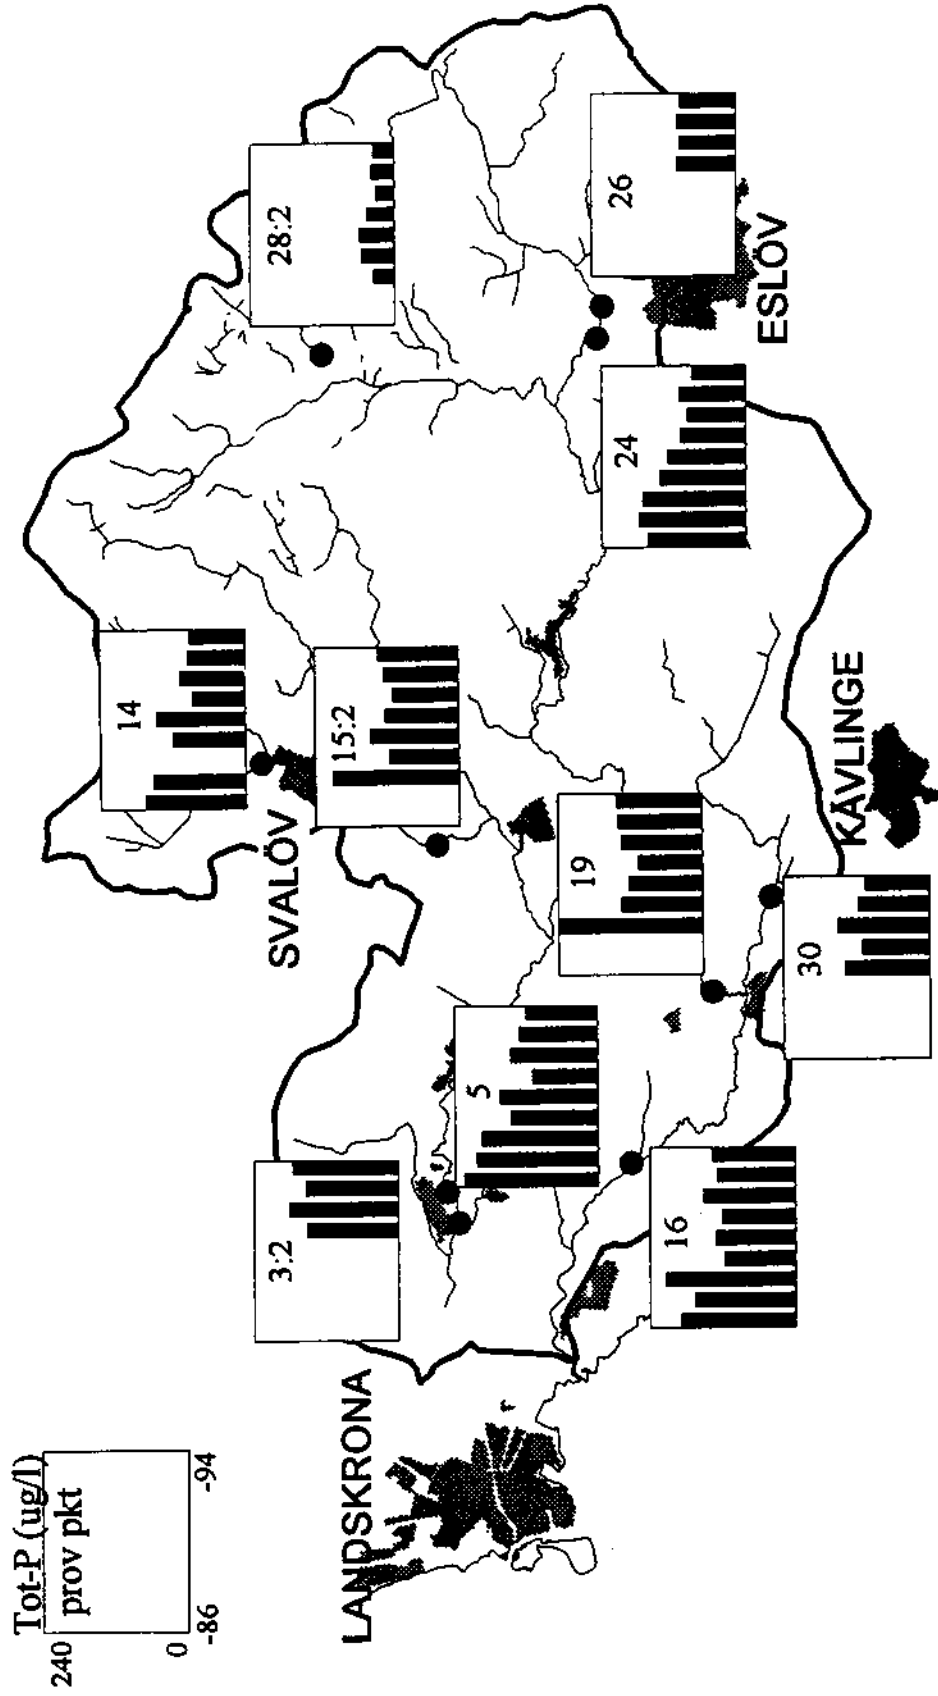 Tot-P (ug/l)
240
prov pkt
0
-86
-94
LANDSKRONA
3:2
5
16
SVALÖV
14
15:2
19
30
KÄVLINGE
28:2
24
26
ESLÖV